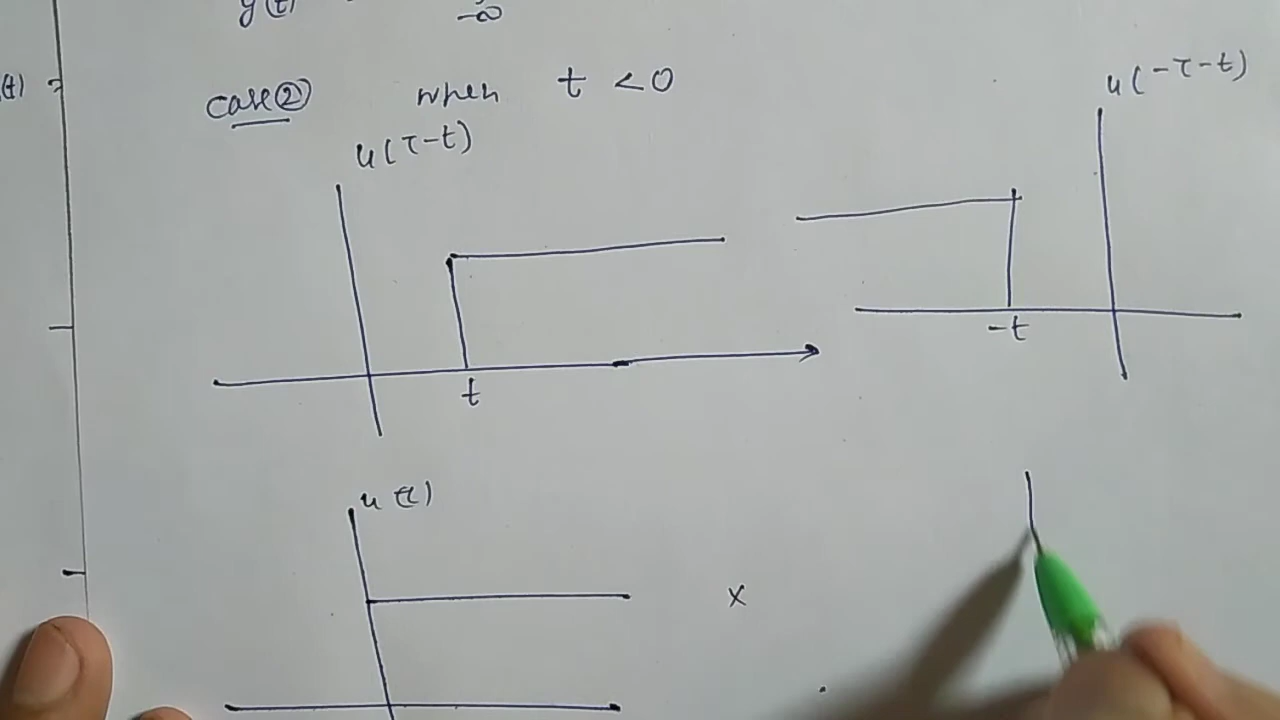 y(t)
-∞
(t)
case② when t < 0
u(τ-t)
u(-τ-t)
t
-t
u(τ)
x